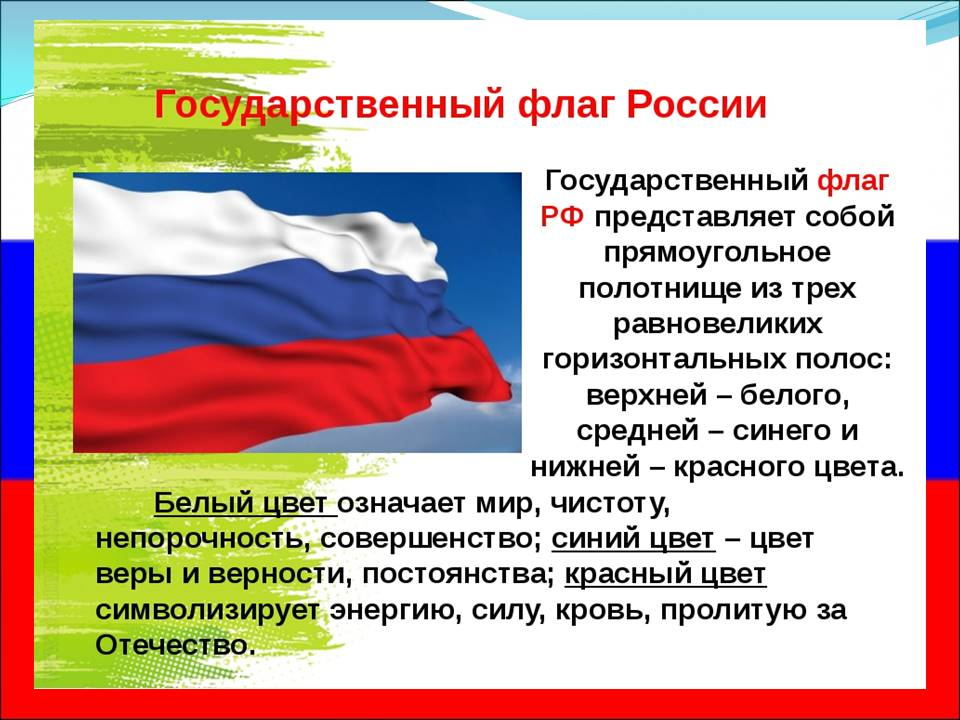 Государственный флаг России
Государственный флаг
РФ представляет собой
прямоугольное
полотнище из трех
равновеликих
горизонтальных полос:
верхней – белого,
средней – синего и
нижней – красного цвета.
Белый цвет означает мир, чистоту,
непорочность, совершенство; синий цвет – цвет
веры и верности, постоянства; красный цвет
символизирует энергию, силу, кровь, пролитую за
Отечество.